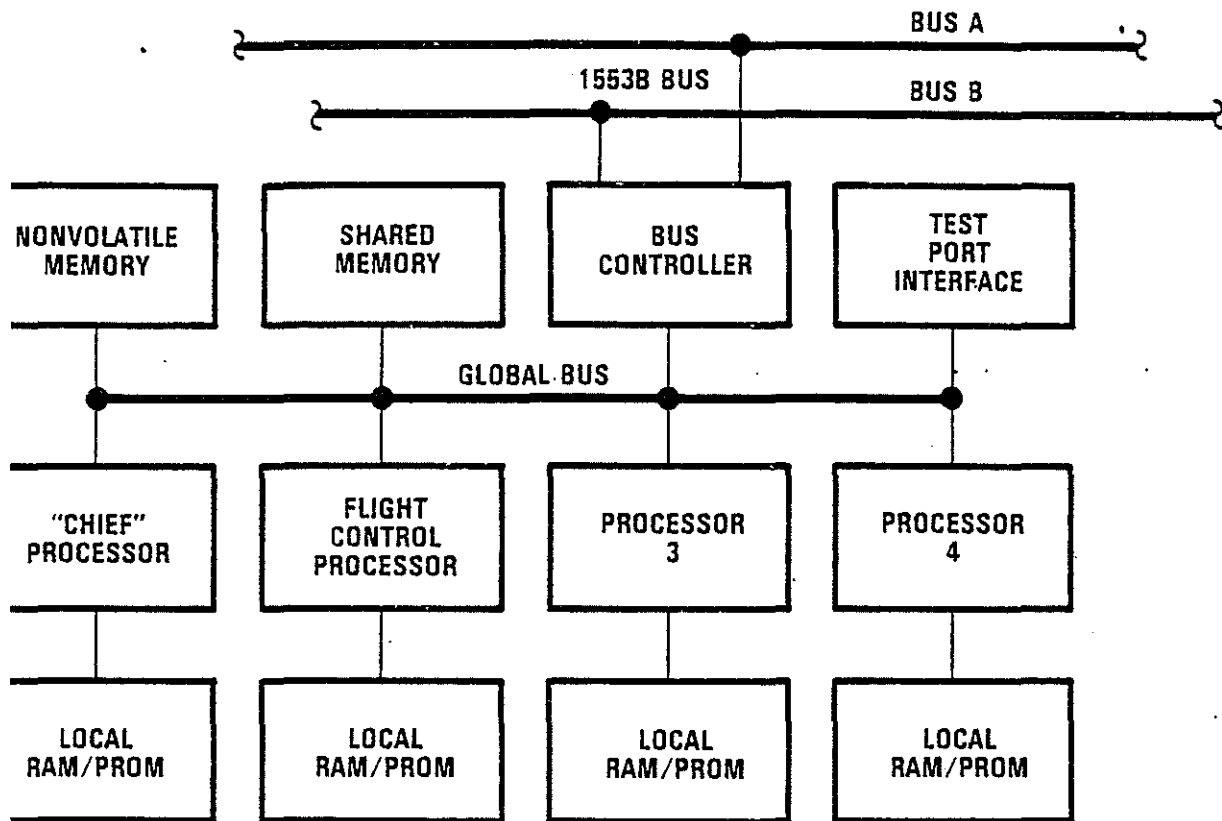 BUS A
1553B BUS
BUS B
NONVOLATILE
MEMORY
SHARED
MEMORY
BUS
CONTROLLER
TEST
PORT
INTERFACE
GLOBAL BUS
"CHIEF"
PROCESSOR
FLIGHT
CONTROL
PROCESSOR
PROCESSOR
3
PROCESSOR
4
LOCAL
RAM/PROM
LOCAL
RAM/PROM
LOCAL
RAM/PROM
LOCAL
RAM/PROM